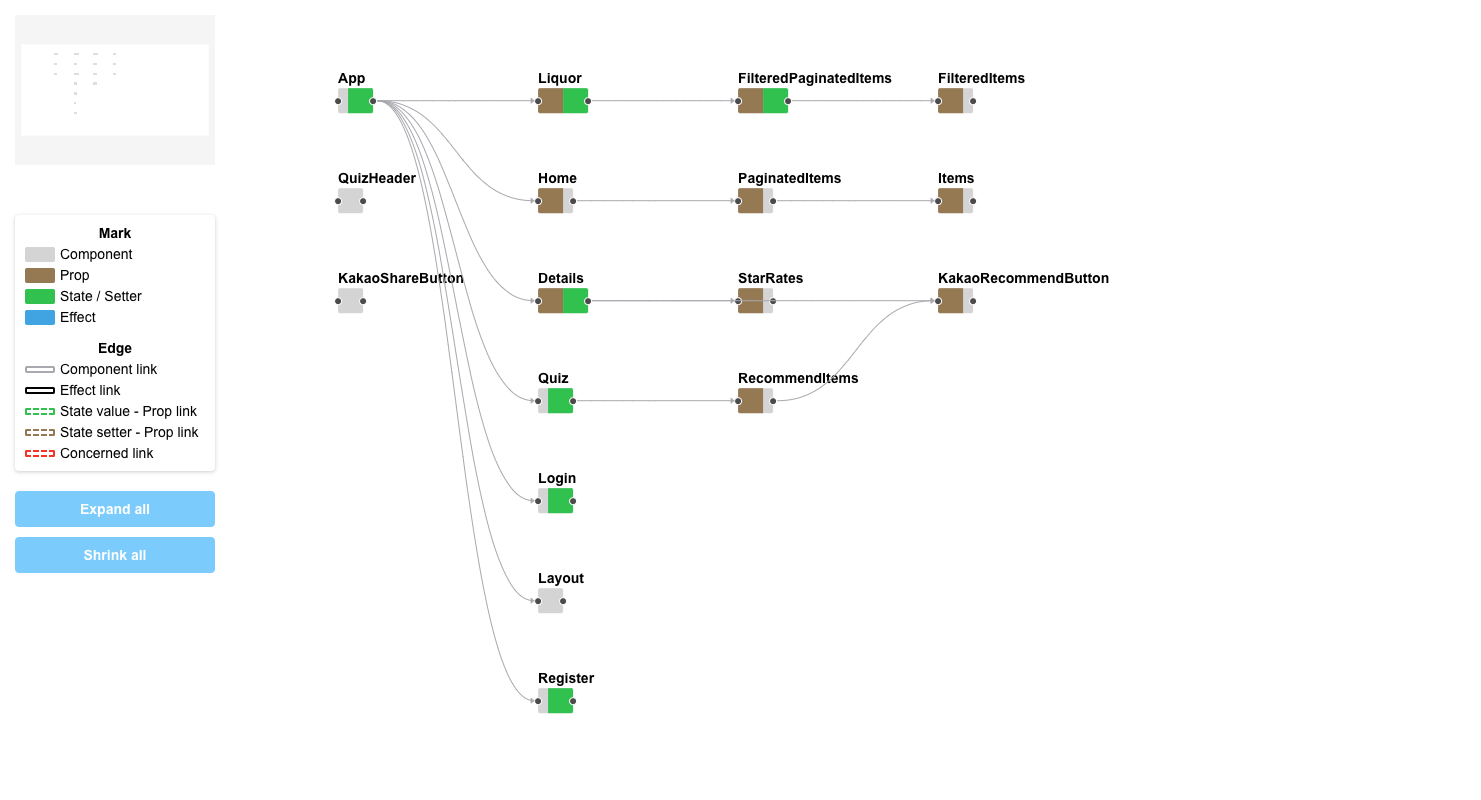 App
Liquor
FilteredPaginatedItems
FilteredItems
QuizHeader
Home
PaginatedItems
Items
KakaoShareButton
Details
StarRates
KakaoRecommendButton
Quiz
RecommendItems
Login
Layout
Register
Mark
Component
Prop
State / Setter
Effect
Edge
Component link
Effect link
State value - Prop link
State setter - Prop link
Concerned link
Expand all
Shrink all